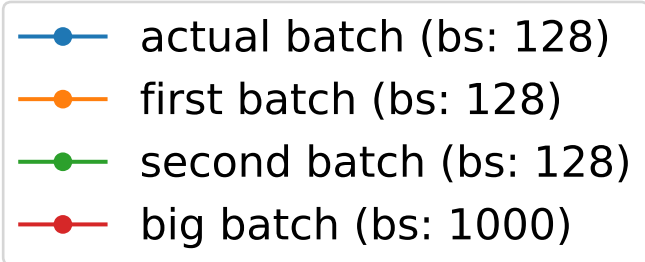 actual batch (bs: 128)
first batch (bs: 128)
second batch (bs: 128)
big batch (bs: 1000)